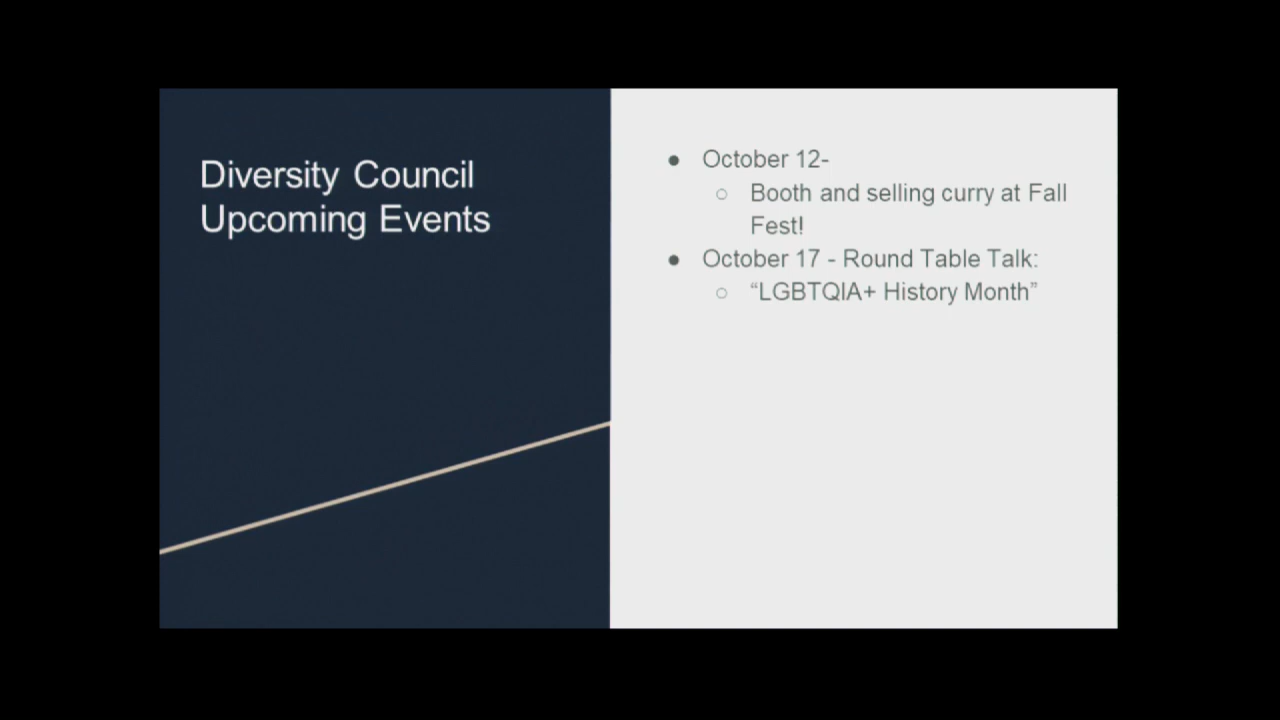 Diversity Council
Upcoming Events
● October 12-
○ Booth and selling curry at Fall
Fest!
● October 17 - Round Table Talk:
○ “LGBTQIA+ History Month”